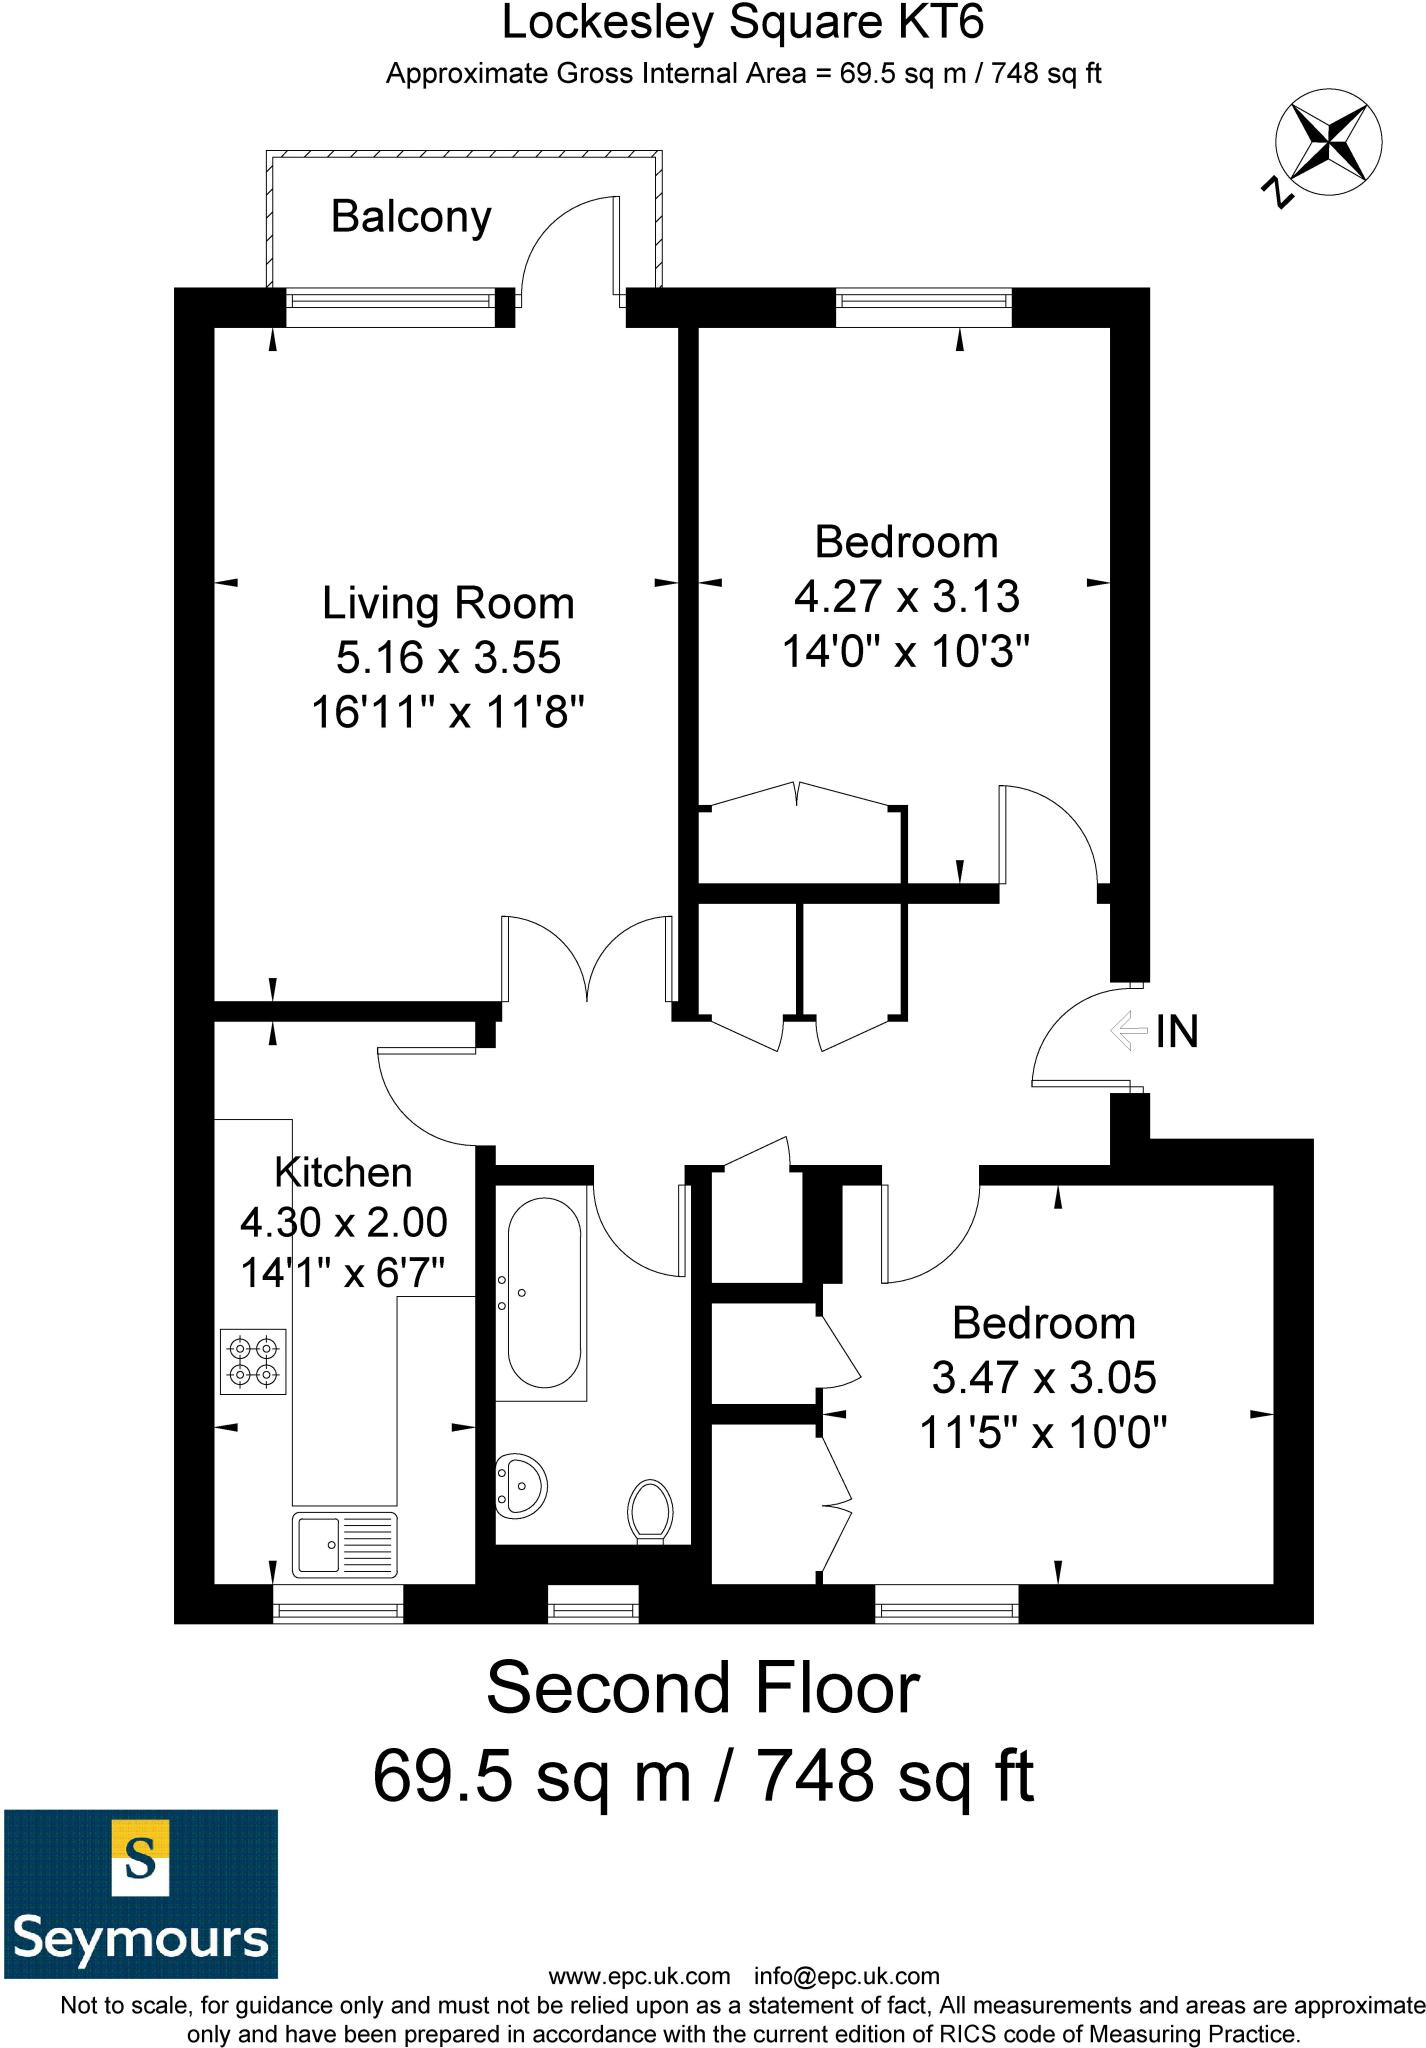 Lockesley Square KT6
Approximate Gross Internal Area = 69.5 sq m / 748 sq ft
N
Balcony
Bedroom
4.27 x 3.13
14'0" x 10'3"
Living Room
5.16 x 3.55
16'11" x 11'8"
IN
Kitchen
4.30 x 2.00
14'1" x 6'7"
Bedroom
3.47 x 3.05
11'5" x 10'0"
Second Floor
69.5 sq m / 748 sq ft
S
Seymours
www.epc.uk.com info@epc.uk.com
Not to scale, for guidance only and must not be relied upon as a statement of fact, All measurements and areas are approximate
only and have been prepared in accordance with the current edition of RICS code of Measuring Practice.